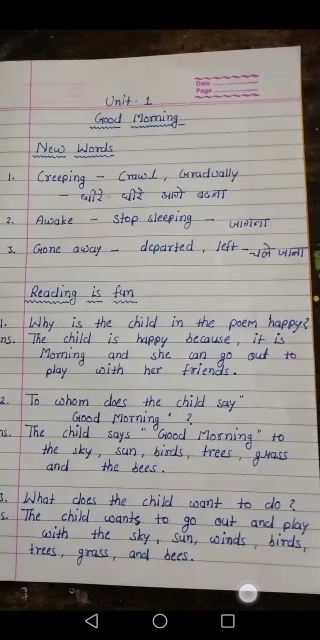 Date
Page
Unit - 1
Good Morning
New Words
1. Creeping - Crawl, Gradually
- धीरे - धीरे आगे बढना
2. Awake - Stop sleeping - जागना
3. Gone away - departed, left - चले जाना
Reading is fun
1. Why is the child in the poem happy?
ns. The child is happy because, it is
Morning and she can go out to
play with her friends.
2. To whom does the child say"
Good Morning" ?
ns. The child says "Good Morning" to
the sky, sun, birds, trees, grass
and the bees.
3. What does the child want to do?
s. The child wants to go out and play
with the sky, sun, winds, birds,
trees, grass, and bees.